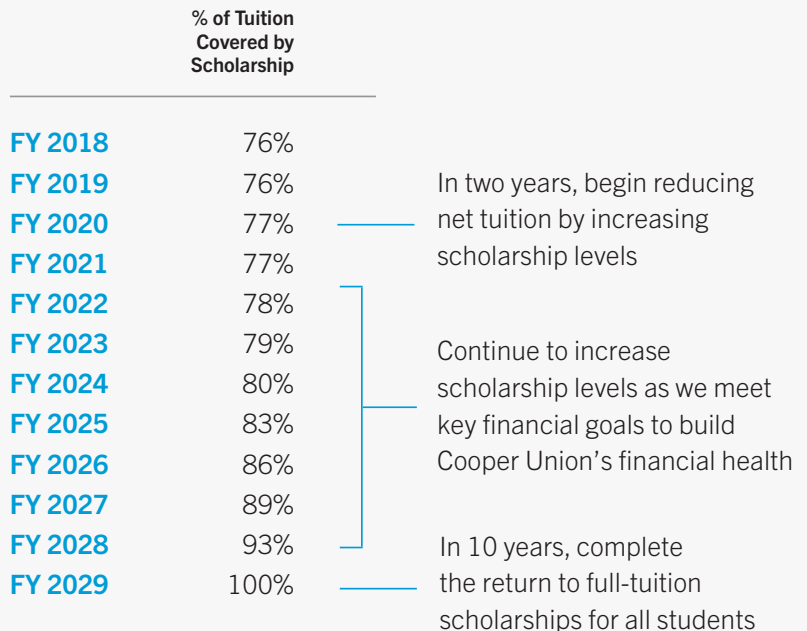 % of Tuition
Covered by
Scholarship
FY 2018 76%
FY 2019 76%
FY 2020 77%
FY 2021 77%
FY 2022 78%
FY 2023 79%
FY 2024 80%
FY 2025 83%
FY 2026 86%
FY 2027 89%
FY 2028 93%
FY 2029 100%
In two years, begin reducing
net tuition by increasing
scholarship levels
Continue to increase
scholarship levels as we meet
key financial goals to build
Cooper Union’s financial health
In 10 years, complete
the return to full-tuition
scholarships for all students